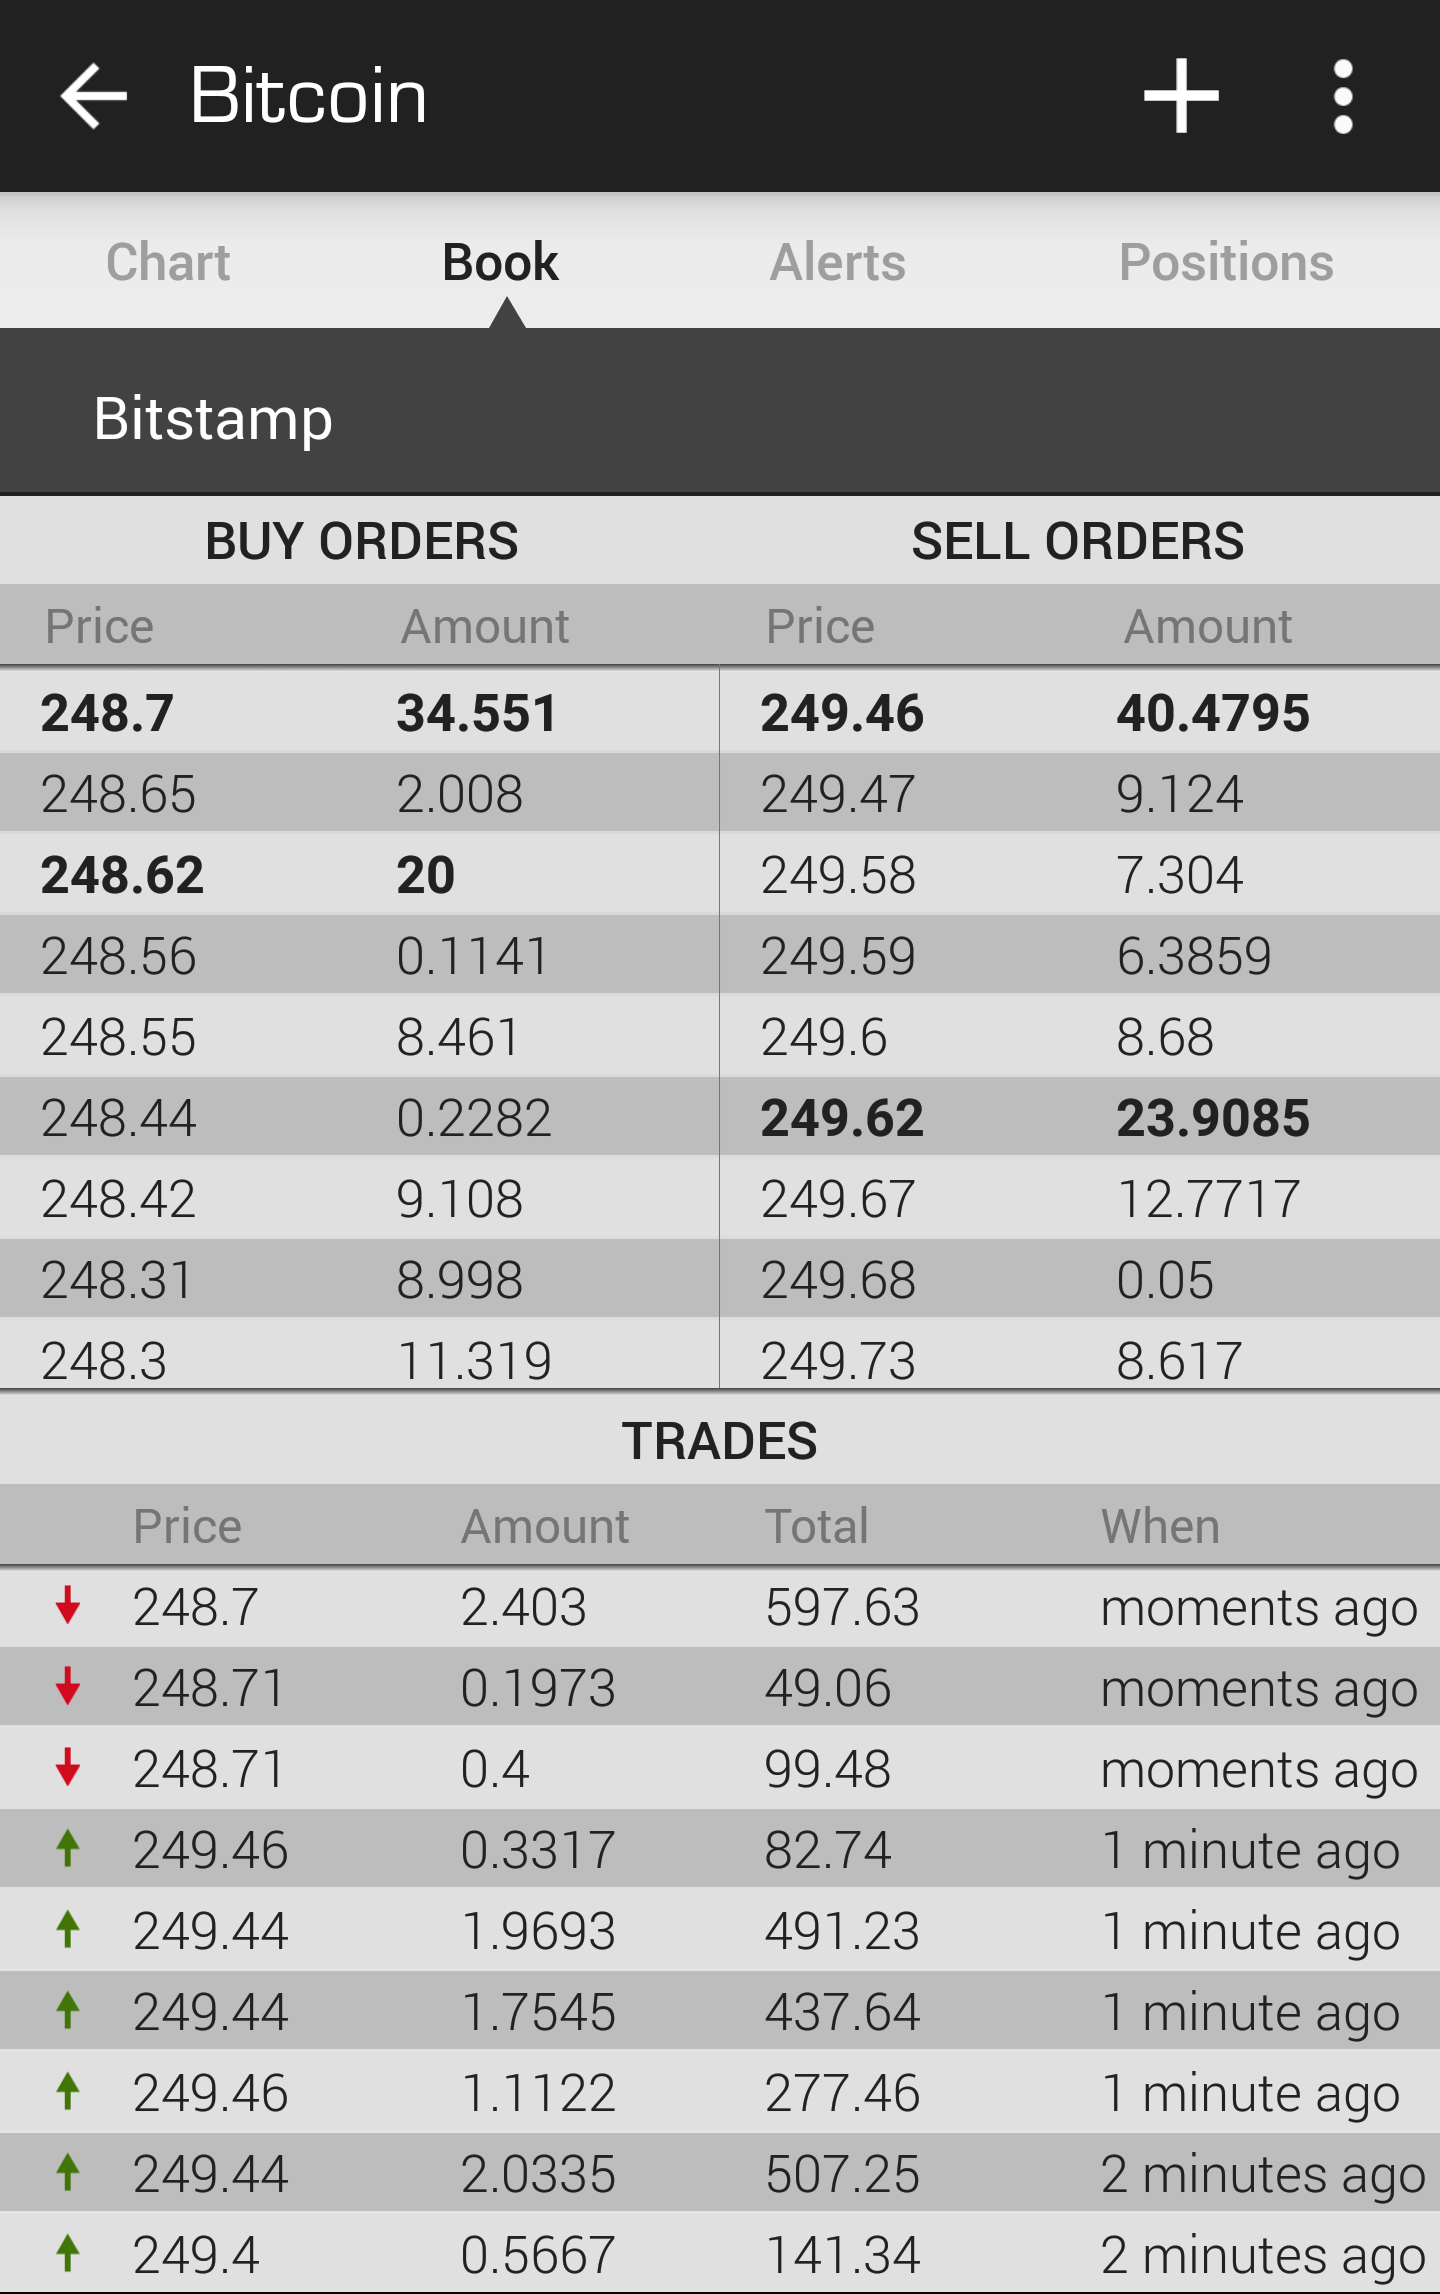 Bitcoin
Chart Book Alerts Positions
Bitstamp
BUY ORDERS SELL ORDERS
Price Amount Price Amount
248.7 34.551 249.46 40.4795
248.65 2.008 249.47 9.124
248.62 20 249.58 7.304
248.56 0.1141 249.59 6.3859
248.55 8.461 249.6 8.68
248.44 0.2282 249.62 23.9085
248.42 9.108 249.67 12.7717
248.31 8.998 249.68 0.05
248.3 11.319 249.73 8.617
TRADES
Price Amount Total When
248.7 2.403 597.63 moments ago
248.71 0.1973 49.06 moments ago
248.71 0.4 99.48 moments ago
249.46 0.3317 82.74 1 minute ago
249.44 1.9693 491.23 1 minute ago
249.44 1.7545 437.64 1 minute ago
249.46 1.1122 277.46 1 minute ago
249.44 2.0335 507.25 2 minutes ago
249.4 0.5667 141.34 2 minutes ago